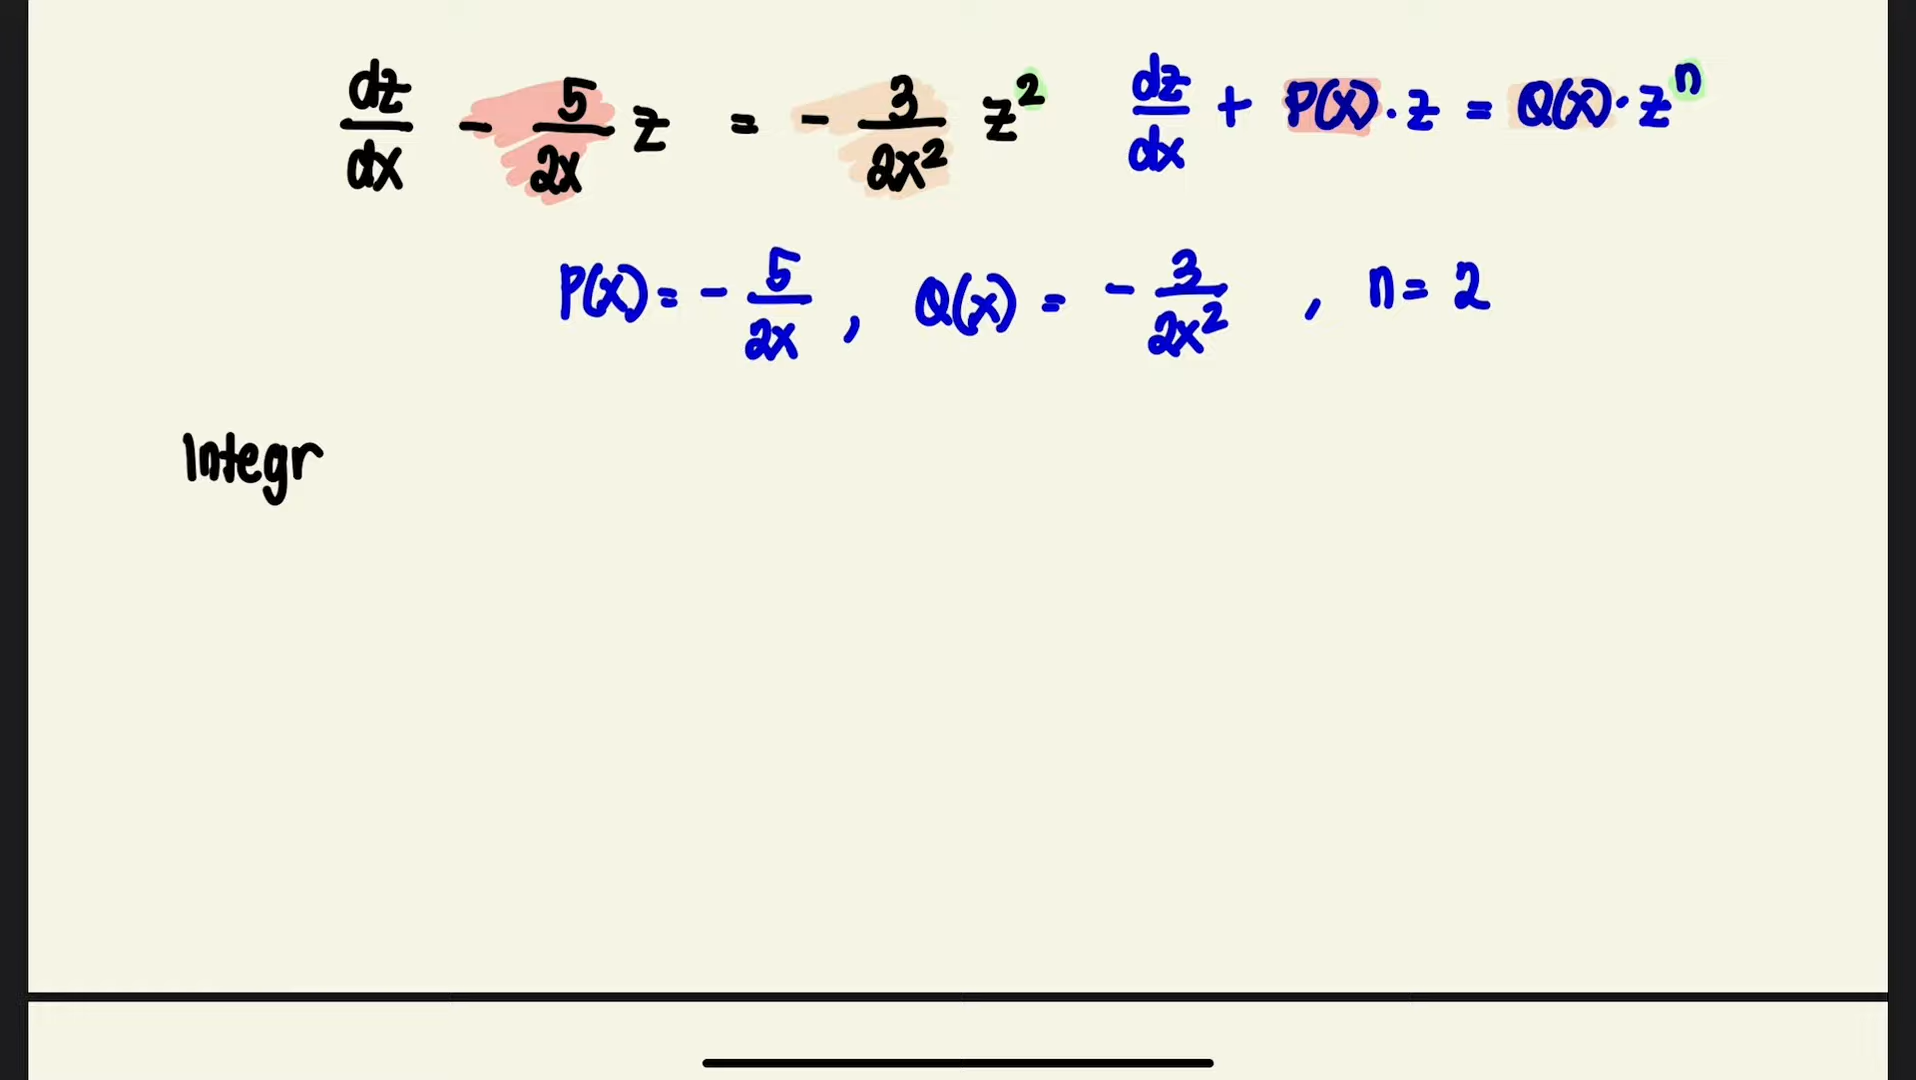 dz/dx - 5/2x z = - 3/2x² z² dz/dx + P(x)·z = Q(x)·zⁿ
P(x) = - 5/2x , Q(x) = - 3/2x² , n = 2
Integr